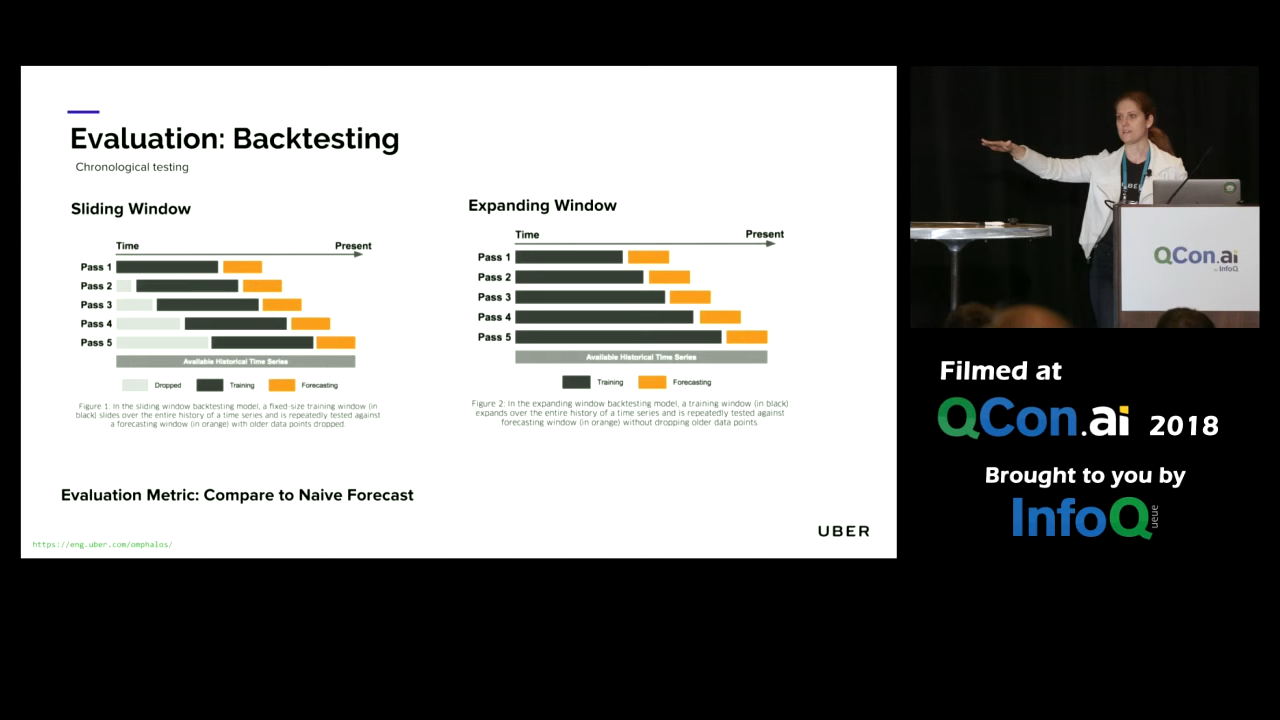 Evaluation: Backtesting
Chronological testing
Sliding Window
Time Present
Pass 1
Pass 2
Pass 3
Pass 4
Pass 5
Available Historical Time Series
Dropped Training Forecasting
Figure 1: In the sliding window backtesting model, a fixed-size training window (in
black) slides over the entire history of a time series and is repeatedly tested against
a forecasting window (in orange) with older data points dropped.
Expanding Window
Time Present
Pass 1
Pass 2
Pass 3
Pass 4
Pass 5
Available Historical Time Series
Training Forecasting
Figure 2: In the expanding window backtesting model, a training window (in black)
expands over the entire history of a time series and is repeatedly tested against
forecasting window (in orange) without dropping older data points.
Evaluation Metric: Compare to Naive Forecast
UBER
https://eng.uber.com/omphalos/
QCon.ai
by InfoQ
Filmed at
QCon.ai 2018
Brought to you by
InfoQ
ueue